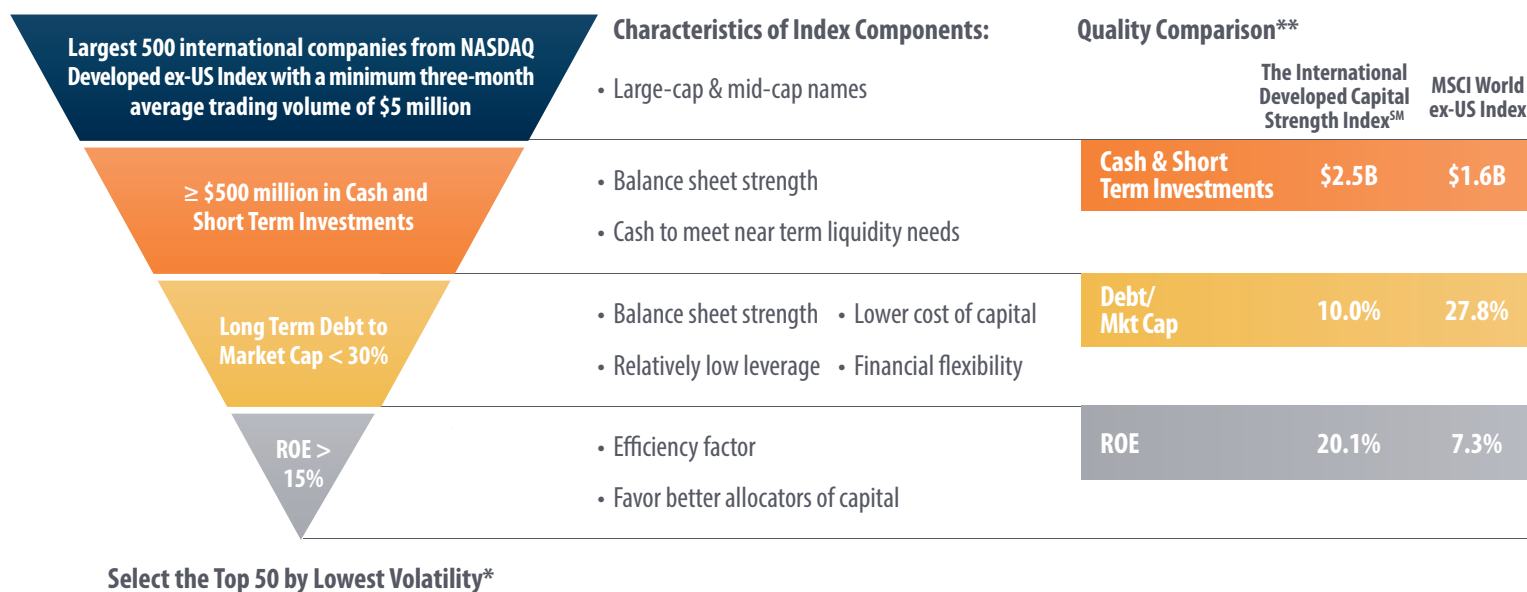 Largest 500 international companies from NASDAQ
Developed ex-US Index with a minimum three-month
average trading volume of $5 million
≥ $500 million in Cash and
Short Term Investments
Long Term Debt to
Market Cap < 30%
ROE >
15%
Select the Top 50 by Lowest Volatility*
Characteristics of Index Components:
• Large-cap & mid-cap names
• Balance sheet strength
• Cash to meet near term liquidity needs
• Balance sheet strength • Lower cost of capital
• Relatively low leverage • Financial flexibility
• Efficiency factor
• Favor better allocators of capital
Quality Comparison**
The International
Developed Capital
Strength Index℠
MSCI World
ex-US Index
Cash & Short
Term Investments
$2.5B
$1.6B
Debt/
Mkt Cap
10.0%
27.8%
ROE
20.1%
7.3%